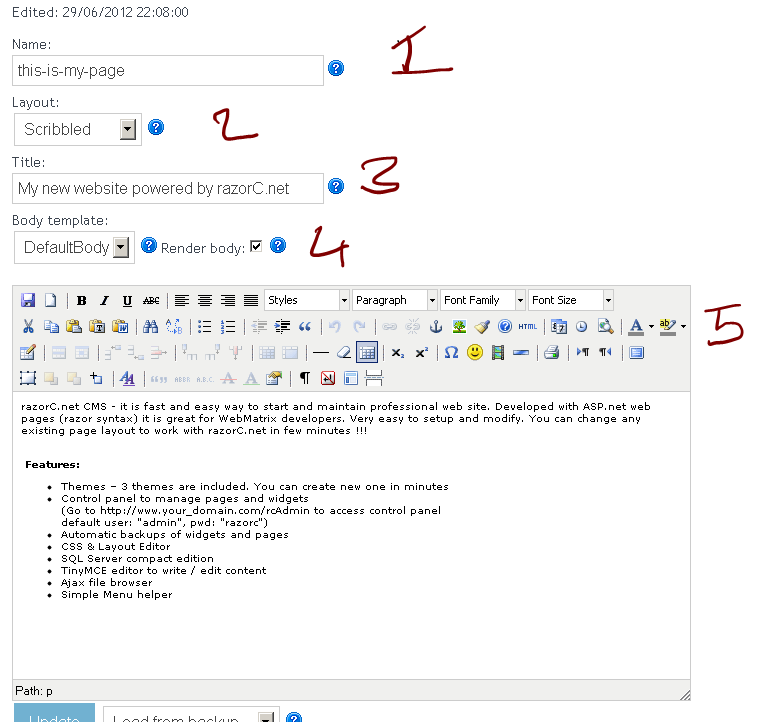 Edited: 29/06/2012 22:08:00
Name:
this-is-my-page
1
Layout:
Scribbled
2
Title:
My new website powered by razorC.net
3
Body template:
DefaultBody Render body:
4
B I U ABC Styles Paragraph Font Family Font Size
HTML A ab
5
razorC.net CMS - it is fast and easy way to start and maintain professional web site. Developed with ASP.net web
pages (razor syntax) it is great for WebMatrix developers. Very easy to setup and modify. You can change any
existing page layout to work with razorC.net in few minutes !!!
Features:
Themes - 3 themes are included. You can create new one in minutes
Control panel to manage pages and widgets
(Go to http://www.your_domain.com/rcAdmin to access control panel
default user: "admin", pwd: "razorc")
Automatic backups of widgets and pages
CSS & Layout Editor
SQL Server compact edition
TinyMCE editor to write / edit content
Ajax file browser
Simple Menu helper
Path: p
Update Load from backup